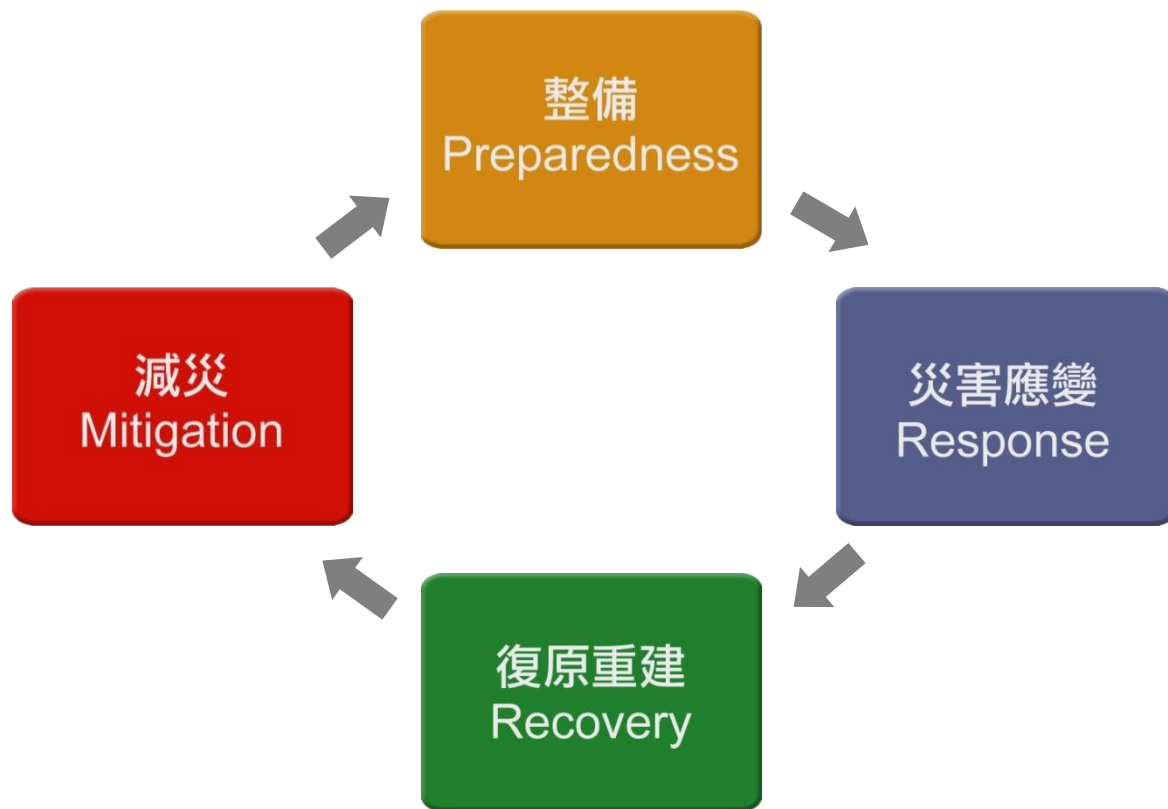 整備
Preparedness
減災
Mitigation
災害應變
Response
復原重建
Recovery